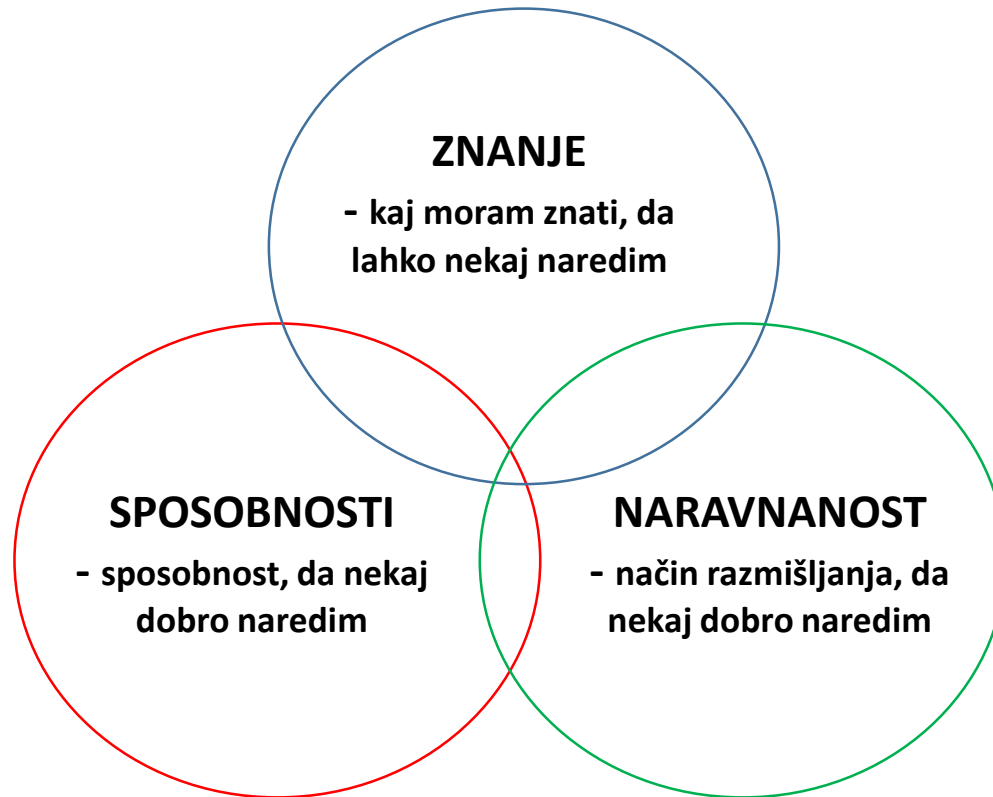 ZNANJE
- kaj moram znati, da
lahko nekaj naredim
SPOSOBNOSTI
- sposobnost, da nekaj
dobro naredim
NARAVNANOST
- način razmišljanja, da
nekaj dobro naredim